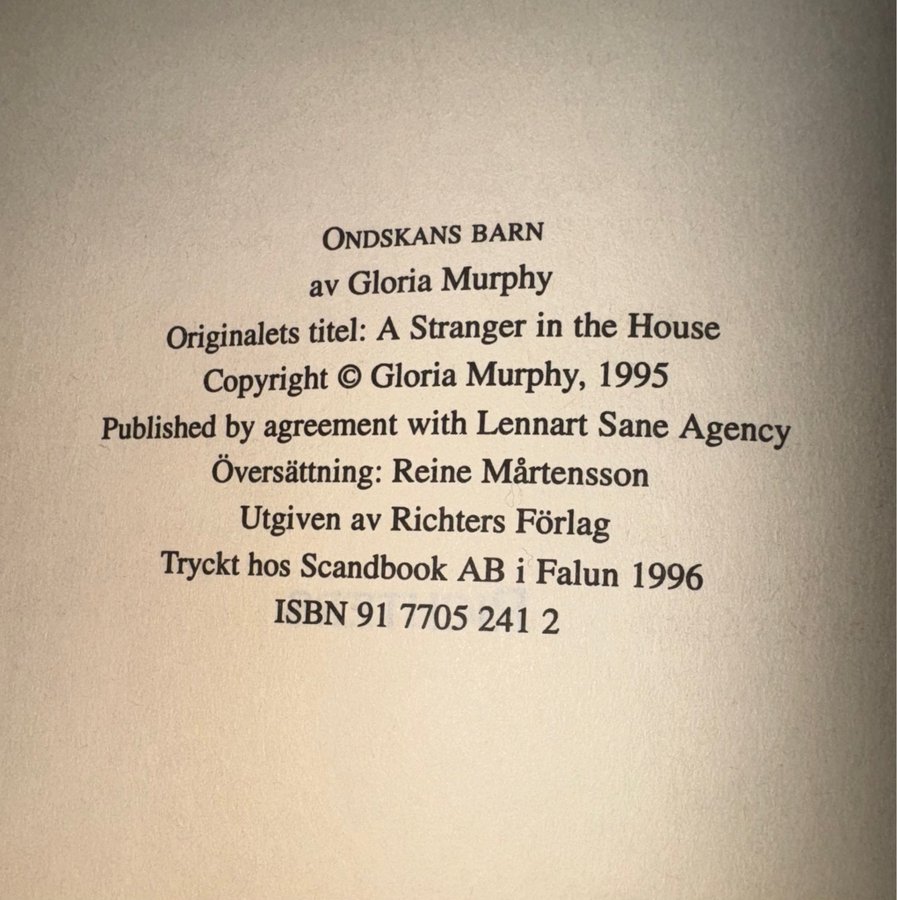 ONDSKANS BARN
av Gloria Murphy
Originalets titel: A Stranger in the House
Copyright © Gloria Murphy, 1995
Published by agreement with Lennart Sane Agency
Översättning: Reine Mårtensson
Utgiven av Richters Förlag
Tryckt hos Scandbook AB i Falun 1996
ISBN 91 7705 241 2